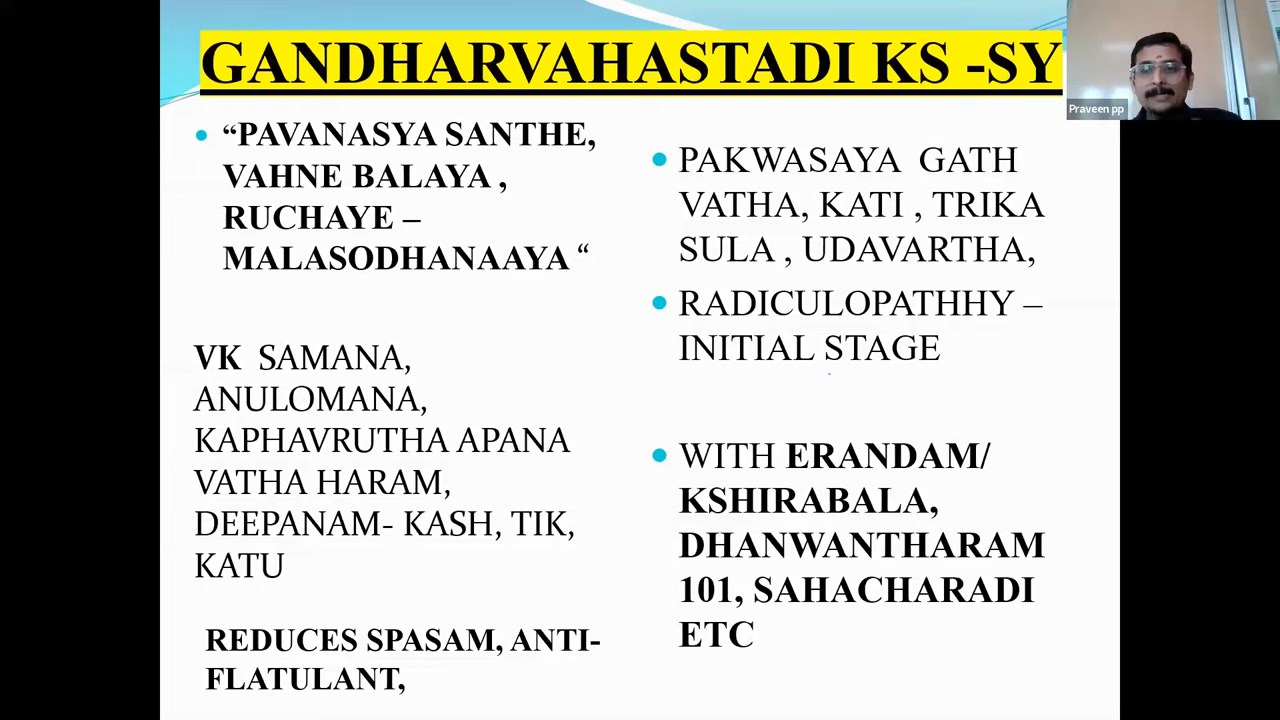 GANDHARVAHASTADI KS -SY
Praveen pp
• “PAVANASYA SANTHE,
VAHNE BALAYA ,
RUCHAYE –
MALASODHANAAYA “
VK SAMANA,
ANULOMANA,
KAPHAVRUTHA APANA
VATHA HARAM,
DEEPANAM- KASH, TIK,
KATU
REDUCES SPASAM, ANTI-
FLATULANT,
• PAKWASAYA GATH
VATHA, KATI , TRIKA
SULA , UDAVARTHA,
• RADICULOPATHHY –
INITIAL STAGE
• WITH ERANDAM/
KSHIRABALA,
DHANWANTHARAM
101, SAHACHARADI
ETC